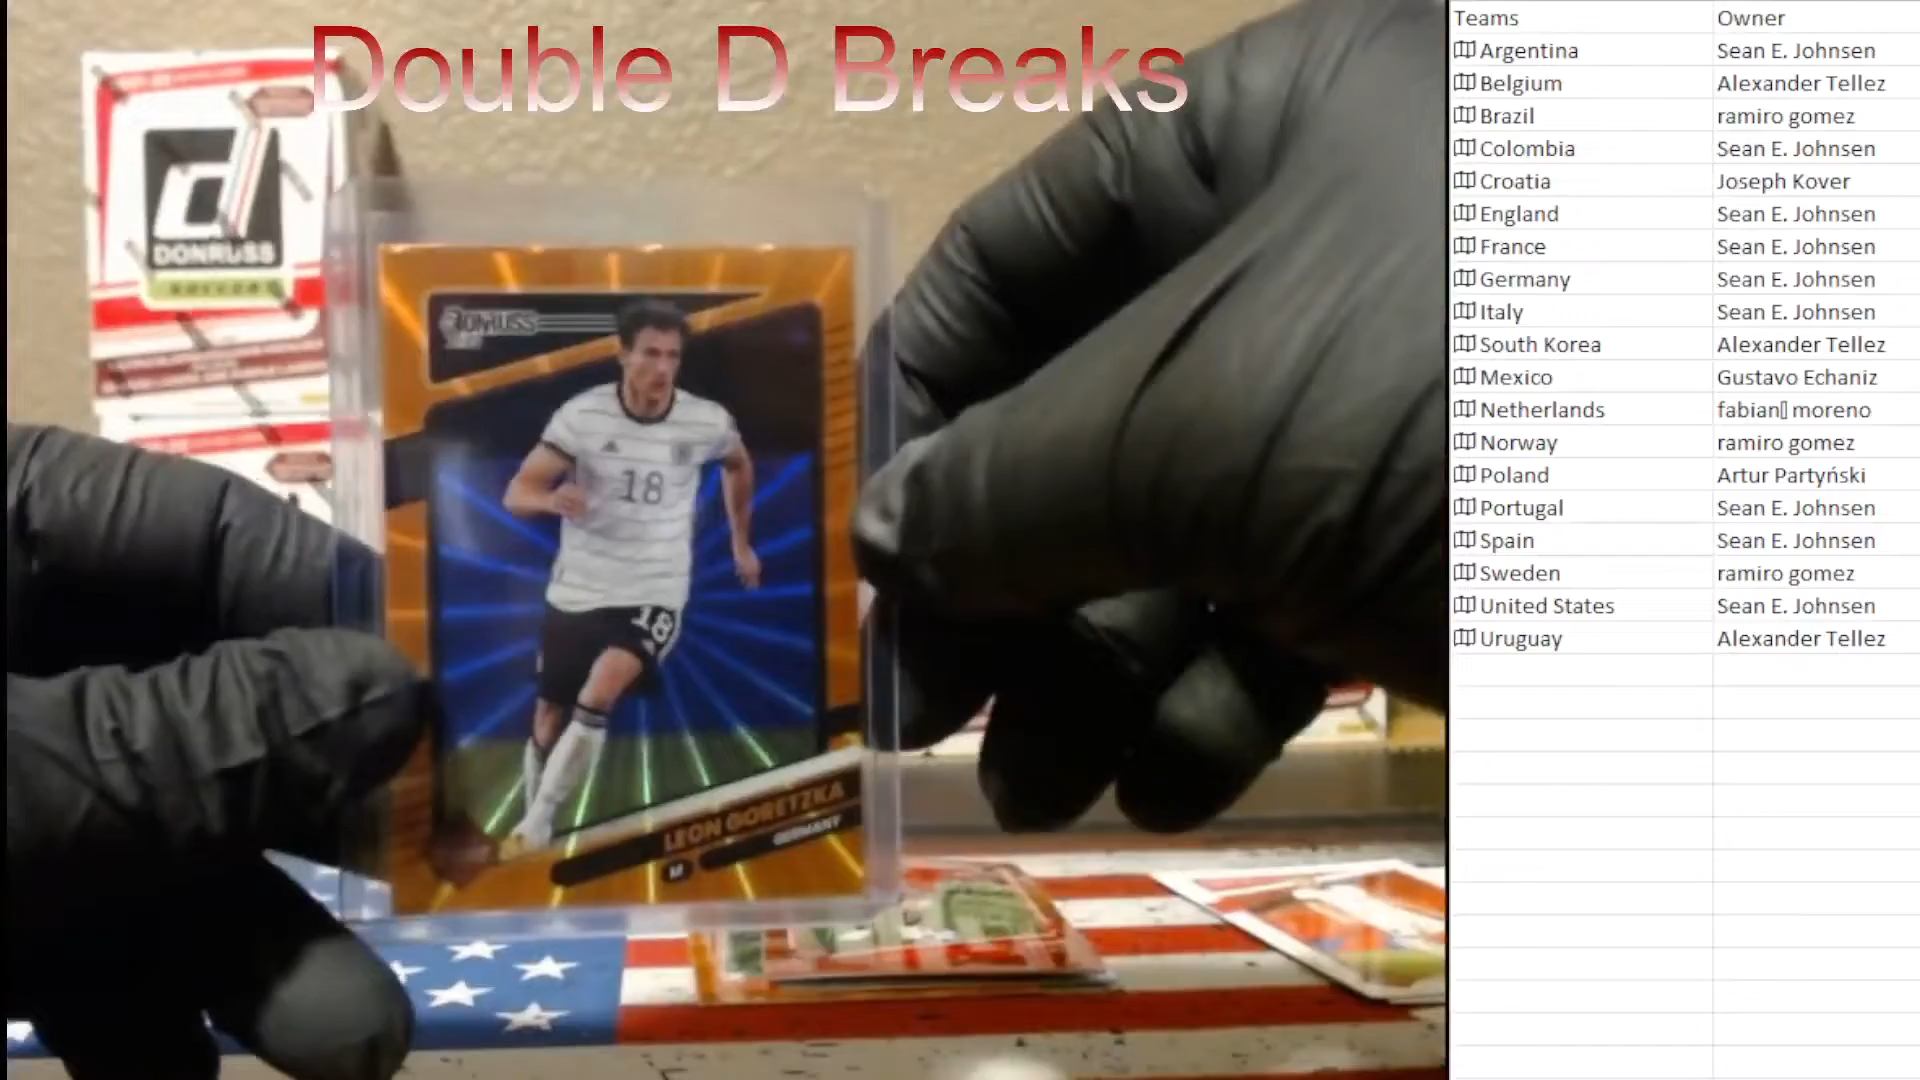 Double D Breaks
DONRUSS
SOCCER
DONRUSS
18
18
LEON GORETZKA
GERMANY
M
Teams Owner
Argentina Sean E. Johnsen
Belgium Alexander Tellez
Brazil ramiro gomez
Colombia Sean E. Johnsen
Croatia Joseph Kover
England Sean E. Johnsen
France Sean E. Johnsen
Germany Sean E. Johnsen
Italy Sean E. Johnsen
South Korea Alexander Tellez
Mexico Gustavo Echaniz
Netherlands fabian moreno
Norway ramiro gomez
Poland Artur Partyński
Portugal Sean E. Johnsen
Spain Sean E. Johnsen
Sweden ramiro gomez
United States Sean E. Johnsen
Uruguay Alexander Tellez